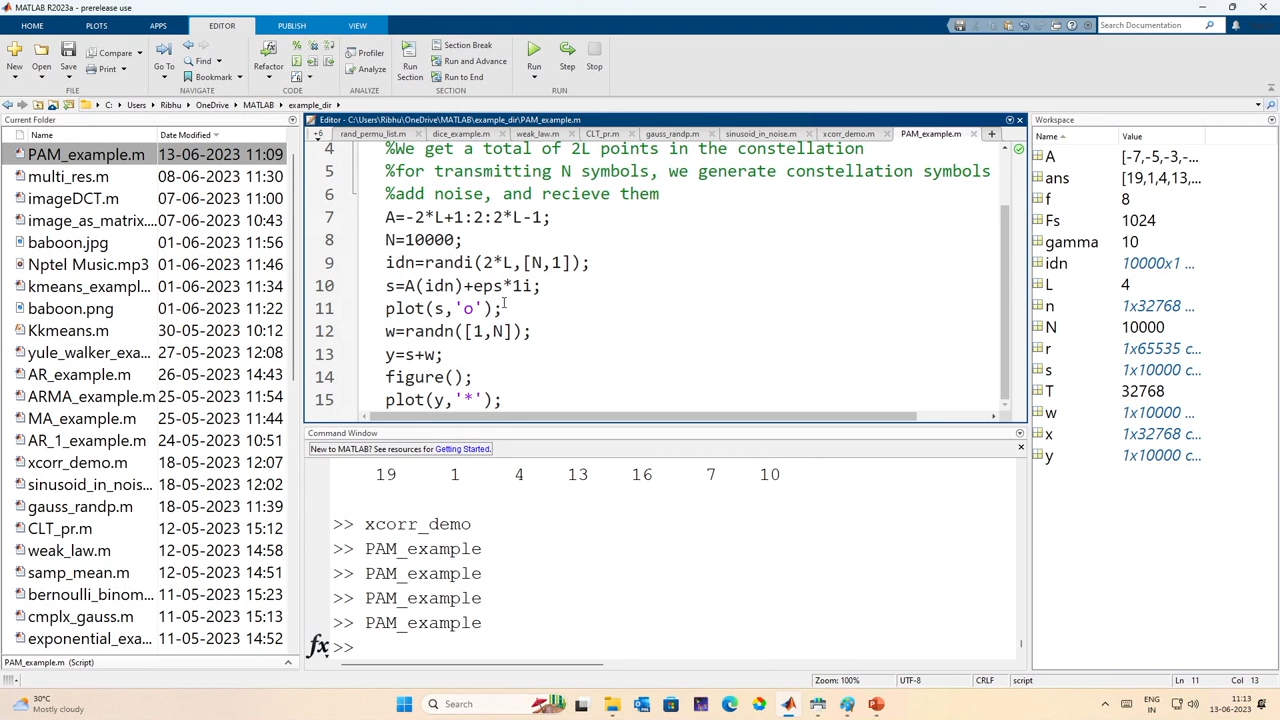 MATLAB R2023a - prerelease use
HOME PLOTS APPS EDITOR PUBLISH VIEW Search Documentation
New Open Save Compare Print Go To Find Bookmark Refactor Profiler Analyze Run Section Section Break Run and Advance Run to End Run Step Stop
FILE NAVIGATE CODE ANALYZE SECTION RUN
C: Users Ribhu OneDrive MATLAB example_dir
Current Folder
Name Date Modified
PAM_example.m 13-06-2023 11:09
multi_res.m 08-06-2023 11:30
imageDCT.m 07-06-2023 11:00
image_as_matrix... 07-06-2023 10:43
baboon.jpg 01-06-2023 11:56
Nptel Music.mp3 01-06-2023 11:46
kmeans_example.m 01-06-2023 11:46
baboon.png 01-06-2023 11:36
Kkmeans.m 30-05-2023 11:36
yule_walker_exa... 27-05-2023 12:08
AR_example.m 26-05-2023 14:43
ARMA_example.m 25-05-2023 11:54
MA_example.m 25-05-2023 11:44
AR_1_example.m 24-05-2023 10:51
xcorr_demo.m 18-05-2023 12:07
sinusoid_in_nois... 18-05-2023 12:02
gauss_randp.m 18-05-2023 11:39
CLT_pr.m 12-05-2023 15:12
weak_law.m 12-05-2023 14:58
samp_mean.m 12-05-2023 14:51
bernoulli_binom... 11-05-2023 15:23
cmplx_gauss.m 11-05-2023 15:13
exponential_exa... 11-05-2023 14:52
PAM_example.m (Script)
Editor - C:\Users\Ribhu\OneDrive\MATLAB\example_dir\PAM_example.m
+6 rand_permu_list.m dice_example.m weak_law.m CLT_pr.m gauss_randp.m sinusoid_in_noise.m xcorr_demo.m PAM_example.m
4 %We get a total of 2L points in the constellation
5 %for transmitting N symbols, we generate constellation symbols
6 %add noise, and recieve them
7 A=-2*L+1:2:2*L-1;
8 N=10000;
9 idn=randi(2*L,[N,1]);
10 s=A(idn)+eps*1i;
11 plot(s,'o');
12 w=randn([1,N]);
13 y=s+w;
14 figure();
15 plot(y,'*');
Command Window
New to MATLAB? See resources for Getting Started.
19 1 4 13 16 7 10
>> xcorr_demo
>> PAM_example
>> PAM_example
>> PAM_example
>> PAM_example
fx >>
Workspace
Name Value
A [-7,-5,-3,-...
ans [19,1,4,13,...
f 8
Fs 1024
gamma 10
idn 10000x1 ...
L 4
n 1x32768 ...
N 10000
r 1x65535 c...
s 1x10000 c...
T 32768
w 1x10000 ...
x 1x32768 ...
y 1x10000 c...
Zoom: 100% UTF-8 CRLF script Ln 11 Col 13
30°C
Mostly cloudy
Search
ENG
IN
11:13
13-06-2023